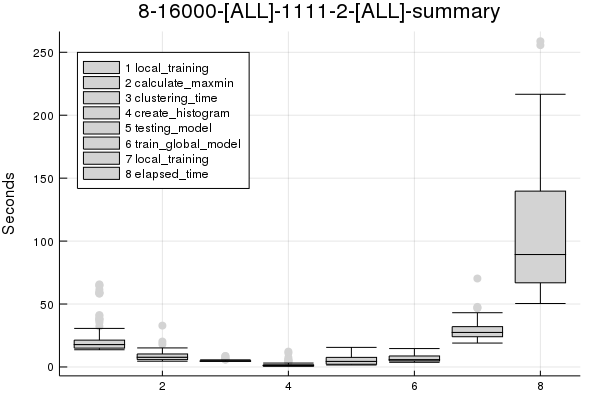 8-16000-[ALL]-1111-2-[ALL]-summary
250
200
150
100
50
0
Seconds
1 local_training
2 calculate_maxmin
3 clustering_time
4 create_histogram
5 testing_model
6 train_global_model
7 local_training
8 elapsed_time
2
4
6
8